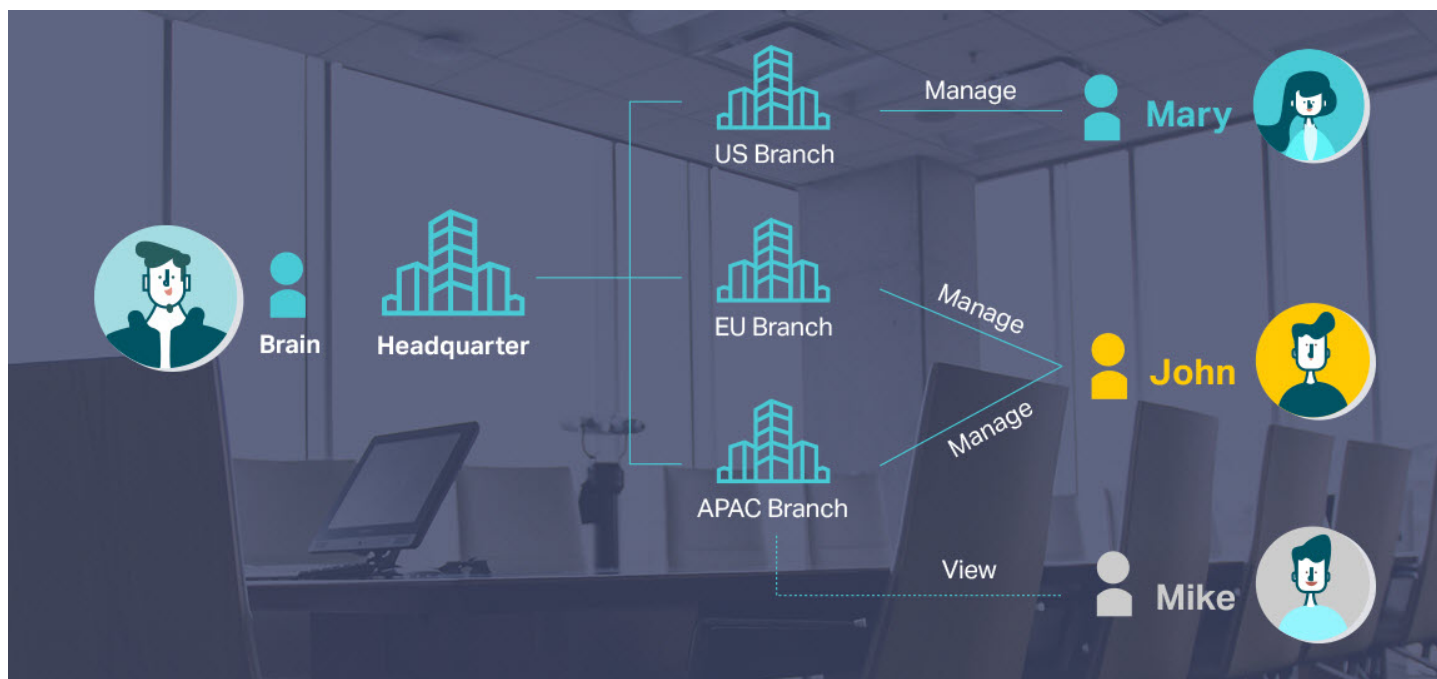 Manage
Mary
US Branch
Brain
Headquarter
EU Branch
Manage
John
Manage
APAC Branch
View
Mike